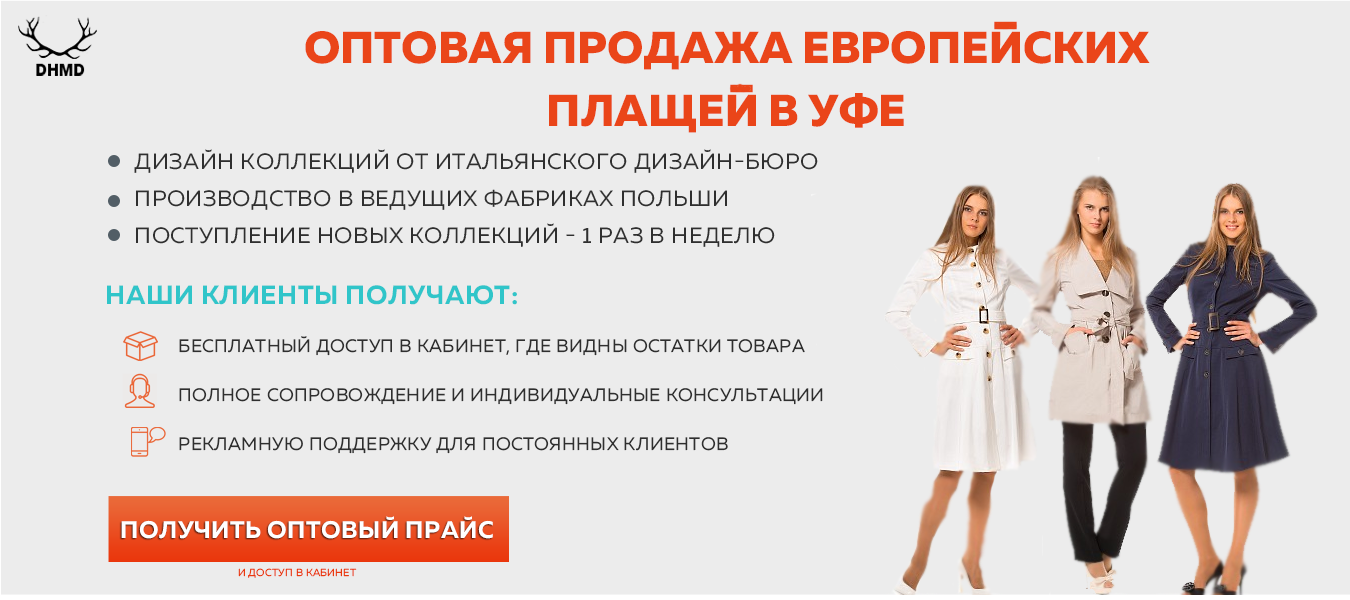 DHMD
ОПТОВАЯ ПРОДАЖА ЕВРОПЕЙСКИХ
ПЛАЩЕЙ В УФЕ
ДИЗАЙН КОЛЛЕКЦИЙ ОТ ИТАЛЬЯНСКОГО ДИЗАЙН-БЮРО
ПРОИЗВОДСТВО В ВЕДУЩИХ ФАБРИКАХ ПОЛЬШИ
ПОСТУПЛЕНИЕ НОВЫХ КОЛЛЕКЦИЙ - 1 РАЗ В НЕДЕЛЮ
НАШИ КЛИЕНТЫ ПОЛУЧАЮТ:
БЕСПЛАТНЫЙ ДОСТУП В КАБИНЕТ, ГДЕ ВИДНЫ ОСТАТКИ ТОВАРА
ПОЛНОЕ СОПРОВОЖДЕНИЕ И ИНДИВИДУАЛЬНЫЕ КОНСУЛЬТАЦИИ
РЕКЛАМНУЮ ПОДДЕРЖКУ ДЛЯ ПОСТОЯННЫХ КЛИЕНТОВ
ПОЛУЧИТЬ ОПТОВЫЙ ПРАЙС
И ДОСТУП В КАБИНЕТ